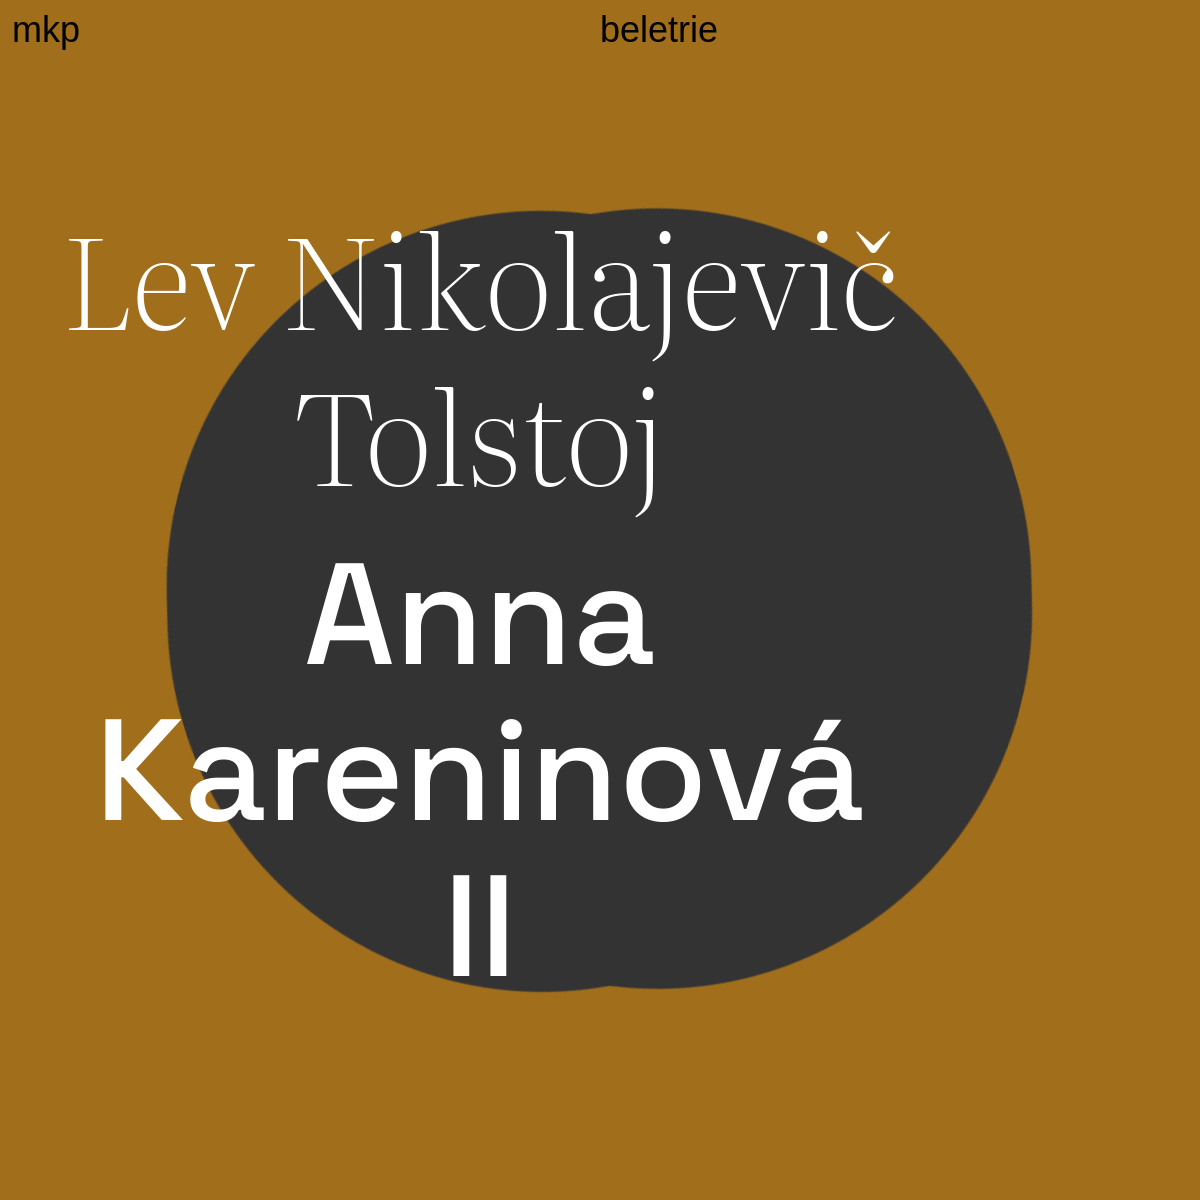 mkp
beletrie
Lev Nikolajevič
Tolstoj
Anna
Kareninová
II